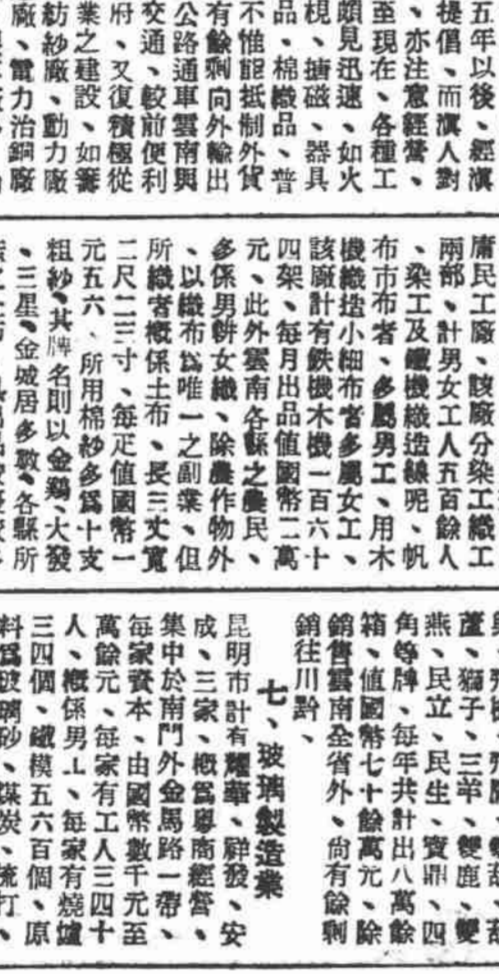 五年以後、經滇
提倡、而滇人對
、亦注意經營、
至現在、各種工
頗見迅速、如火
梘、搪磁、器具
品、棉織品、普
不惟能抵制外貨
有餘剩向外輸出
公路通車雲南與
交通、較前便利
府、又復積極從
業之建設、如籌
紡紗廠、動力廠
廠、電力治銅廠
庸民工廠、該廠分染工織工
兩部、計男女工人五百餘人
、染工及鐵機織造線呢、帆
布市布者、多屬男工、用木
機織造小細布者多屬女工、
該廠計有鉄機木機一百六十
四架、每月出品值國幣二萬
元、此外雲南各縣之農民、
多係男耕女織、除農作物外
、以織布爲唯一之副業、但
所織者概係土布、長三丈寬
二尺二三寸、每疋值國幣一
元五六、所用棉紗多爲十支
粗紗、其牌名則以金鷄、大發
、三星、金城居多數、各縣所
蘆、獅子、三羊、雙鹿、雙
燕、民立、民生、寶鼎、四
角等牌、每年共計出八萬餘
箱、值國幣七十餘萬元、除
銷售雲南全省外、尙有餘剩
銷往川黔、
七、玻璃製造業
昆明市計有耀華、祥發、安
成、三家、概爲粵商經營、
集中於南門外金馬路一帶、
每家資本、由國幣數千元至
萬餘元、每家有工人三四十
人、概係男工、每家有燒爐
三四個、鐵模五六百個、原
料爲玻璃砂、煤炭、梳打、